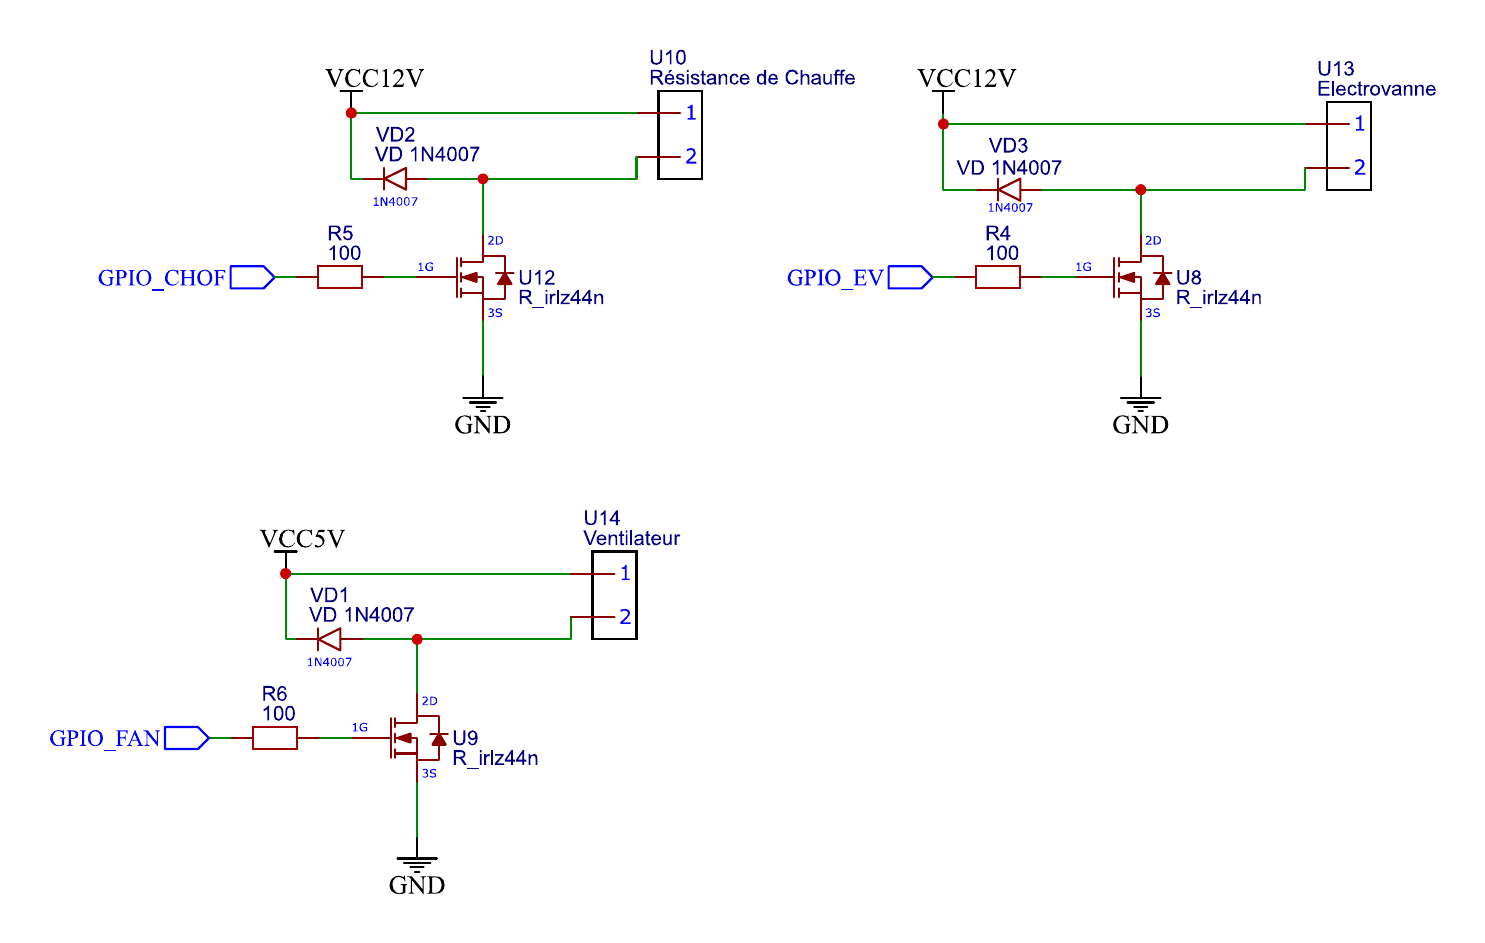 VCC12V
U10
Résistance de Chauffe
1
2
VD2
VD 1N4007
1N4007
R5
100
GPIO_CHOF
1G
2D
3S
U12
R_irlz44n
GND
VCC12V
U13
Electrovanne
1
2
VD3
VD 1N4007
1N4007
R4
100
GPIO_EV
1G
2D
3S
U8
R_irlz44n
GND
VCC5V
U14
Ventilateur
1
2
VD1
VD 1N4007
1N4007
R6
100
GPIO_FAN
1G
2D
3S
U9
R_irlz44n
GND